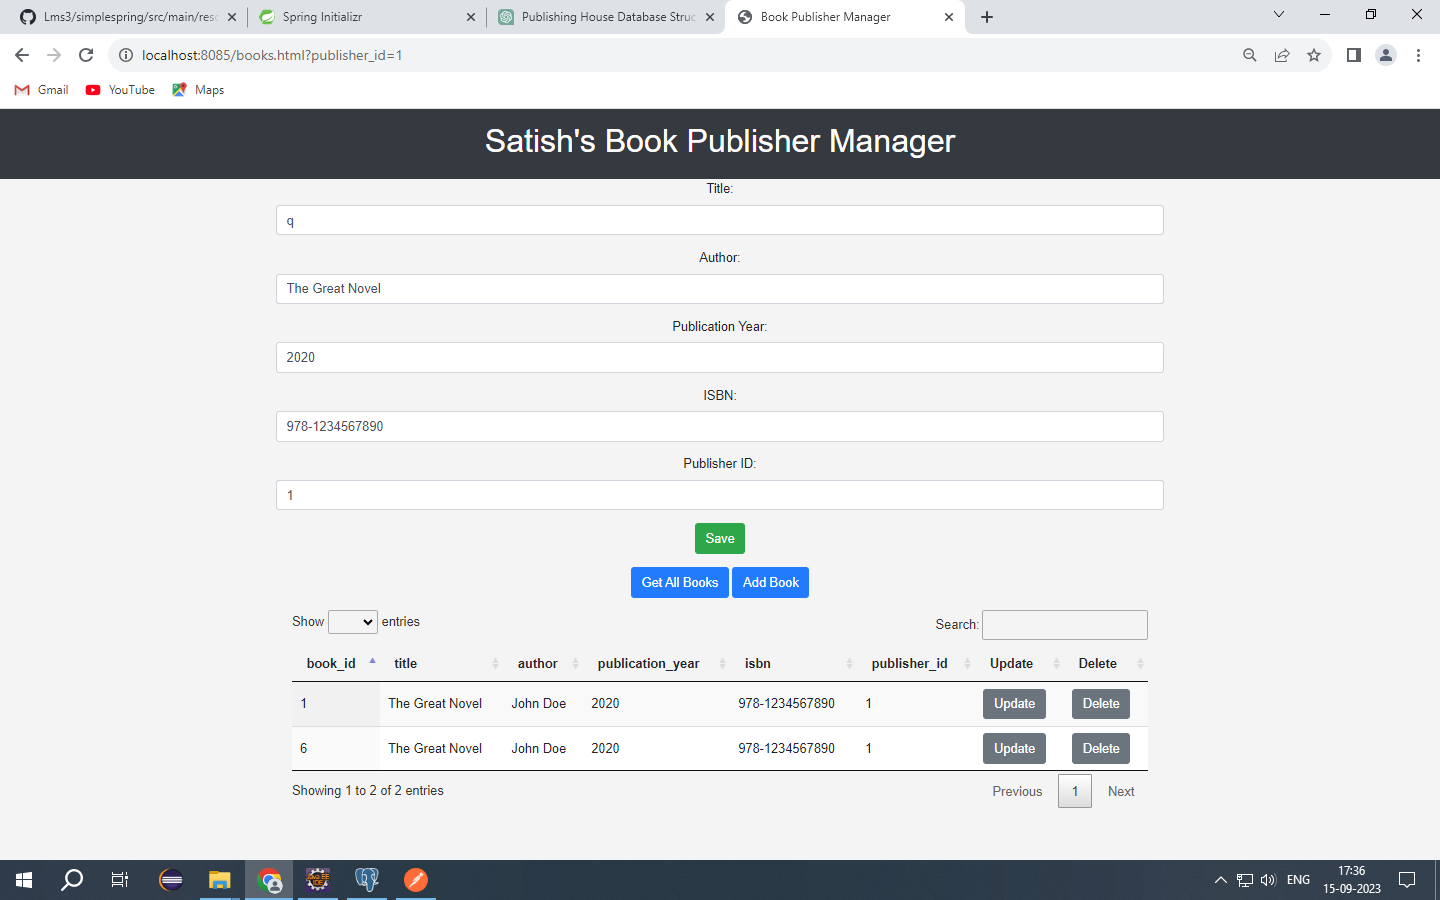 Lms3/simplespring/src/main/res
Spring Initializr
Publishing House Database Struc
Book Publisher Manager
localhost:8085/books.html?publisher_id=1
Gmail YouTube Maps
Satish's Book Publisher Manager
Title:
q
Author:
The Great Novel
Publication Year:
2020
ISBN:
978-1234567890
Publisher ID:
1
Save
Get All Books Add Book
Show entries Search:
book_id title author publication_year isbn publisher_id Update Delete
1 The Great Novel John Doe 2020 978-1234567890 1 Update Delete
6 The Great Novel John Doe 2020 978-1234567890 1 Update Delete
Showing 1 to 2 of 2 entries Previous 1 Next
ENG
17:36
15-09-2023